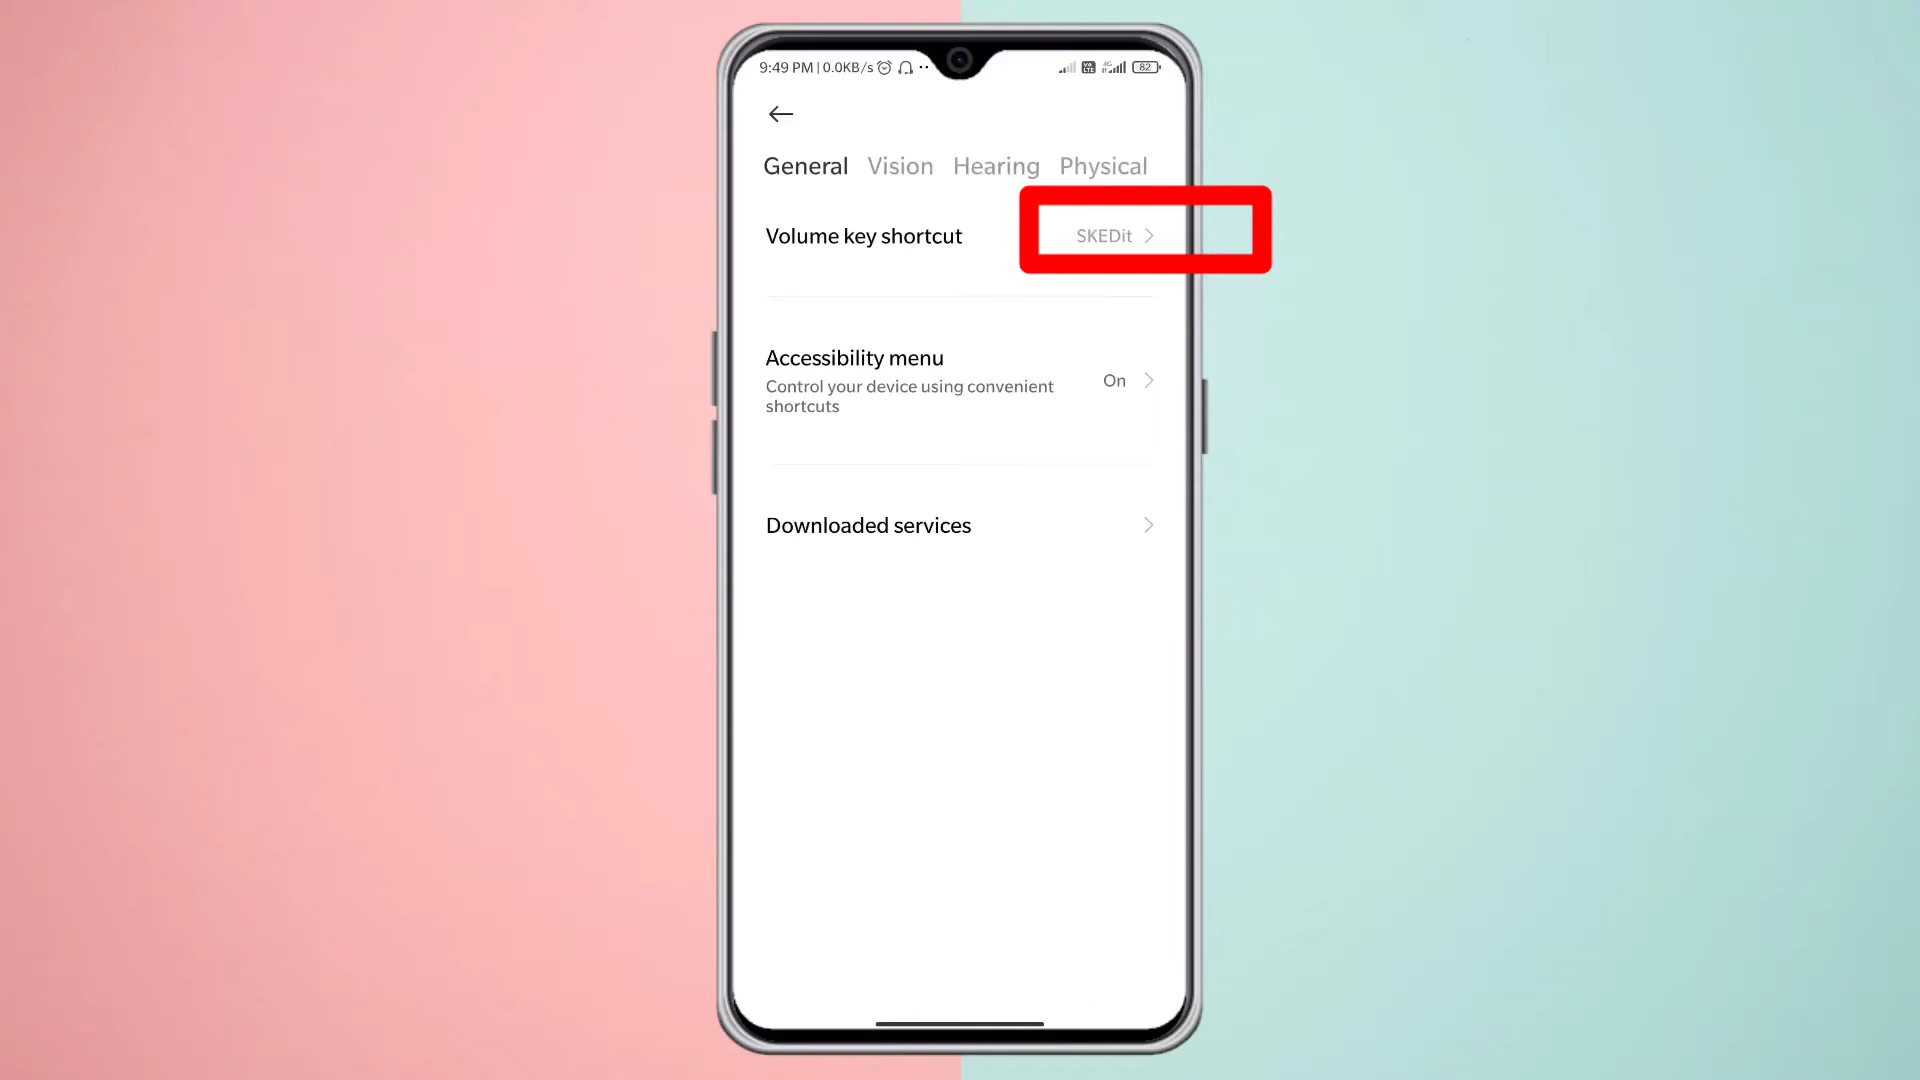 9:49 PM | 0.0KB/s 82
General Vision Hearing Physical
Volume key shortcut SKEDit
Accessibility menu
Control your device using convenient
shortcuts
On
Downloaded services